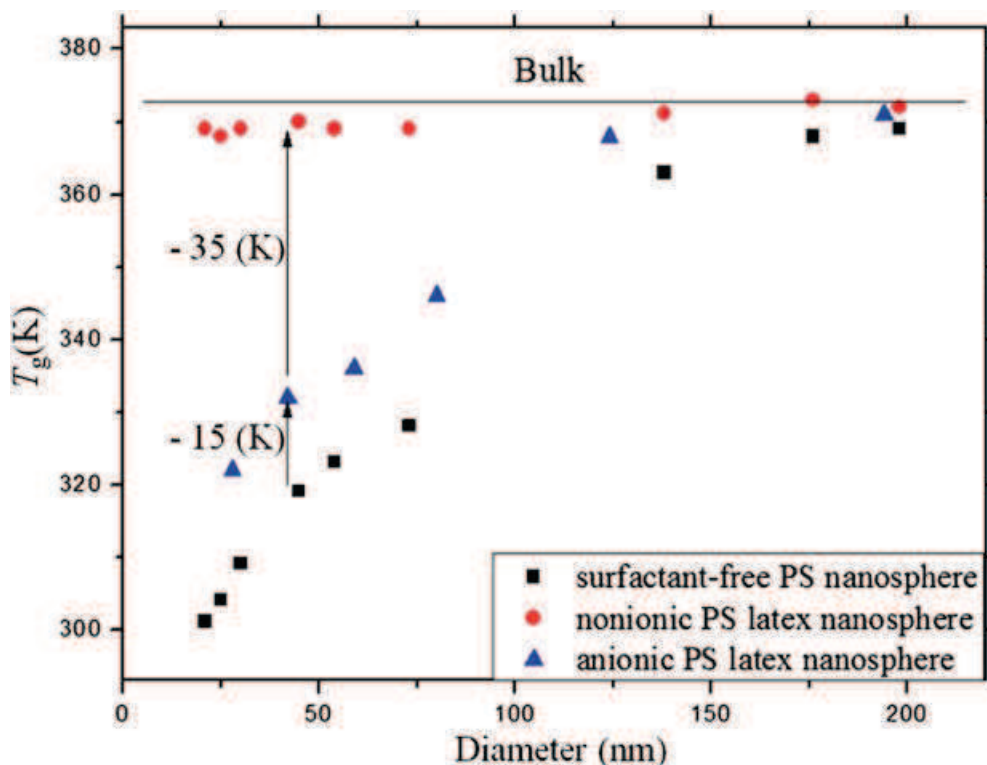 380
360
340
320
300
T_g(K)
Bulk
- 35 (K)
- 15 (K)
surfactant-free PS nanosphere
nonionic PS latex nanosphere
anionic PS latex nanosphere
0 50 100 150 200
Diameter (nm)